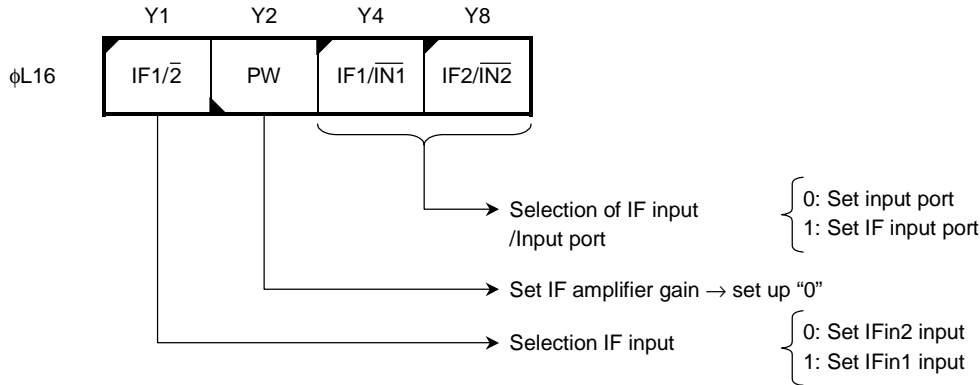 Y1 Y2 Y4 Y8
ϕL16 IF1/2̅ PW IF1/I̅N̅1̅ IF2/I̅N̅2̅
Selection of IF input
/Input port
0: Set input port
1: Set IF input port
Set IF amplifier gain → set up “0”
Selection IF input
0: Set IFin2 input
1: Set IFin1 input